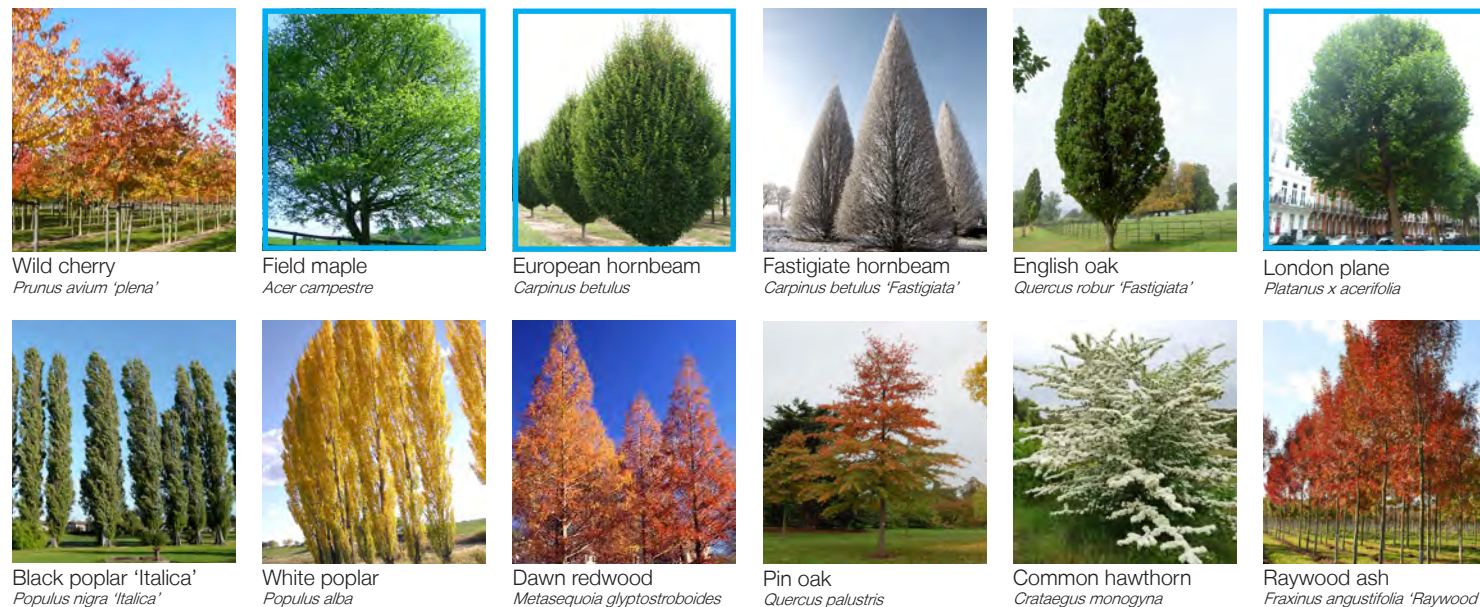 Wild cherry
Prunus avium ‘plena’
Field maple
Acer campestre
European hornbeam
Carpinus betulus
Fastigiate hornbeam
Carpinus betulus ‘Fastigiata’
English oak
Quercus robur ‘Fastigiata’
London plane
Platanus x acerifolia
Black poplar ‘Italica’
Populus nigra ‘Italica’
White poplar
Populus alba
Dawn redwood
Metasequoia glyptostroboides
Pin oak
Quercus palustris
Common hawthorn
Crataegus monogyna
Raywood ash
Fraxinus angustifolia ‘Raywood